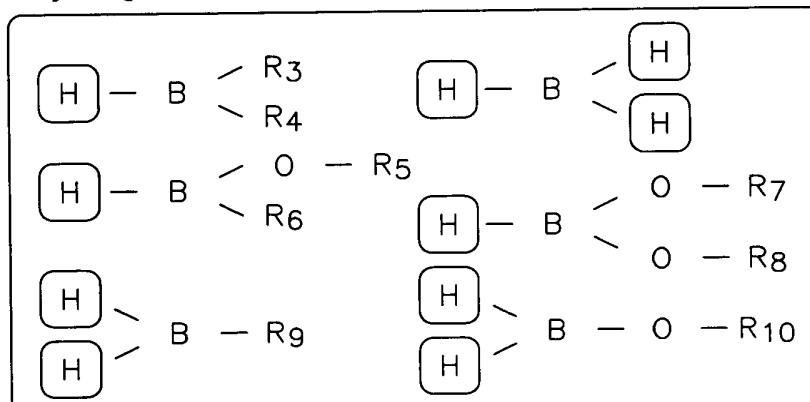 H — B
R3
R4
H — B
H
H
H — B
O — R5
R6
H — B
O — R7
O — R8
H
H
B — R9
H
H
B — O — R10